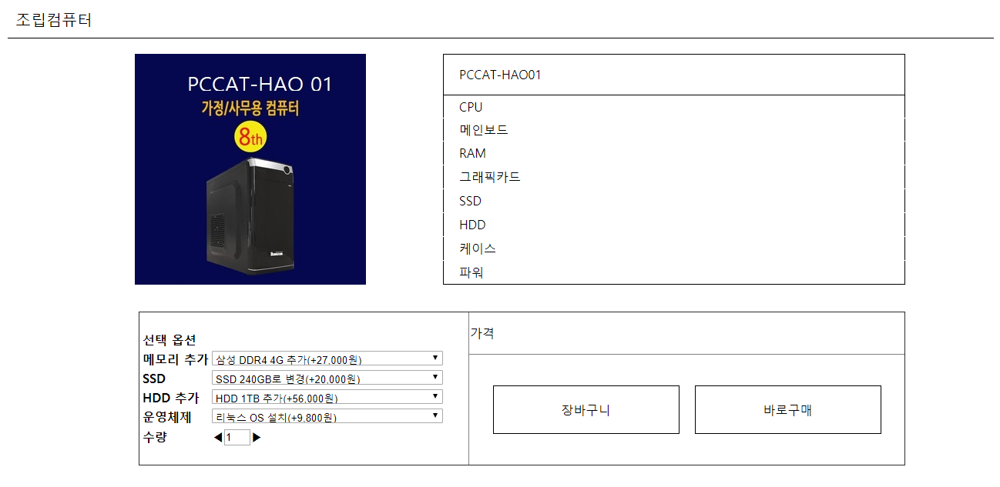 조립컴퓨터
PCCAT-HAO 01
가정/사무용 컴퓨터
8th
PCCAT-HAO01
CPU
메인보드
RAM
그래픽카드
SSD
HDD
케이스
파워
선택 옵션
메모리 추가 삼성 DDR4 4G 추가(+27,000원)
SSD SSD 240GB로 변경(+20,000원)
HDD 추가 HDD 1TB 추가(+56,000원)
운영체제 리눅스 OS 설치(+9,800원)
수량 ◀ 1 ▶
가격
장바구니 바로구매